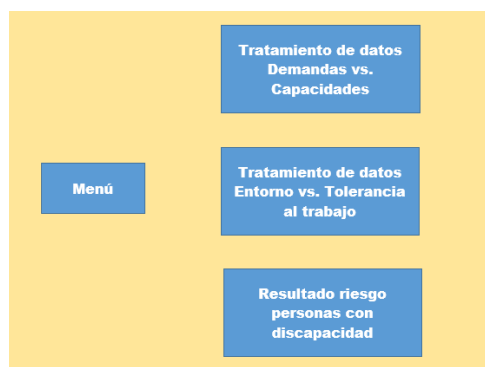 Tratamiento de datos
Demandas vs.
Capacidades
Menú
Tratamiento de datos
Entorno vs. Tolerancia
al trabajo
Resultado riesgo
personas con
discapacidad